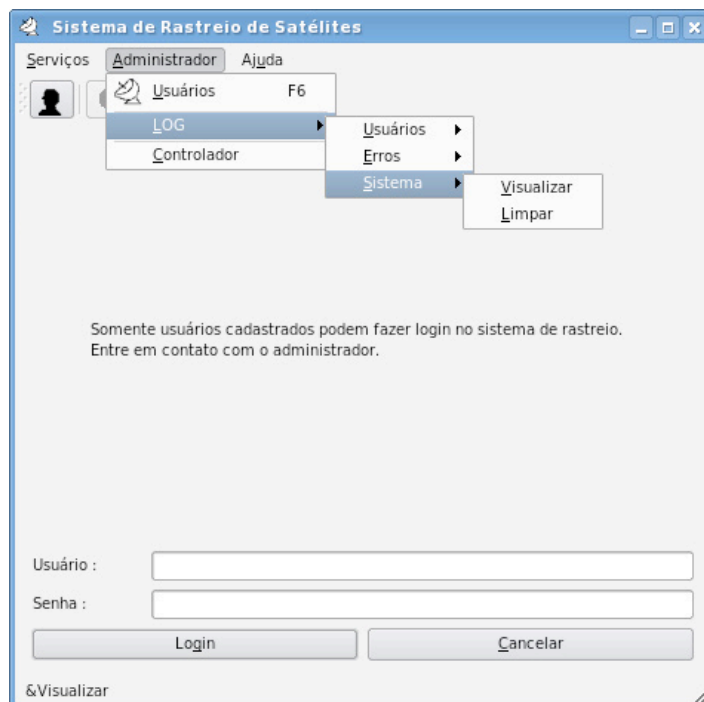 Sistema de Rastreio de Satélites
Serviços Administrador Ajuda
Usuários F6
LOG
Controlador
Usuários
Erros
Sistema
Visualizar
Limpar
Somente usuários cadastrados podem fazer login no sistema de rastreio.
Entre em contato com o administrador.
Usuário :
Senha :
Login Cancelar
&Visualizar